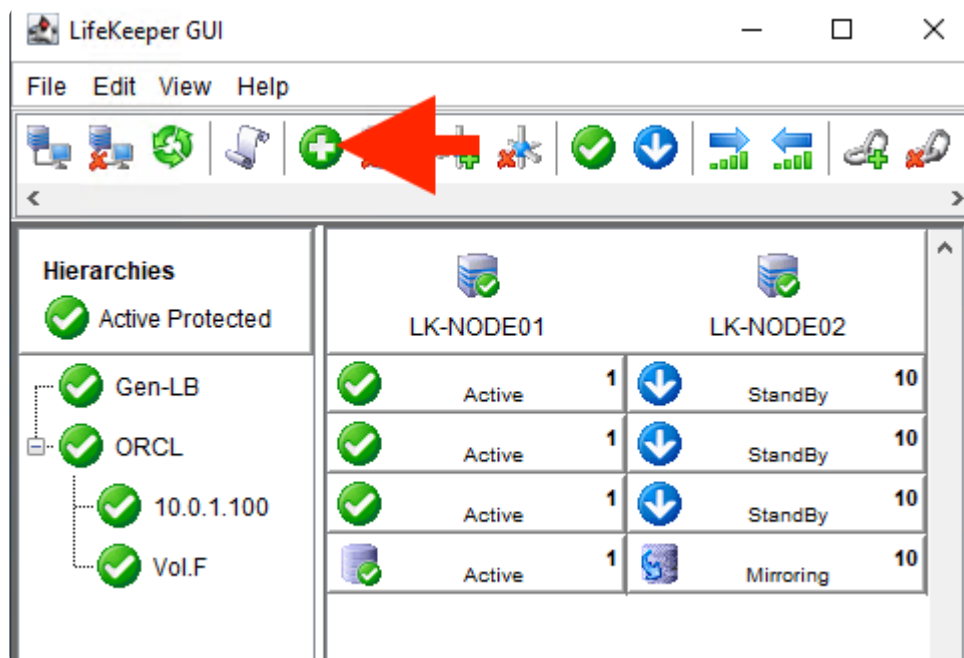 LifeKeeper GUI
File Edit View Help
Hierarchies
Active Protected
LK-NODE01 LK-NODE02
Gen-LB Active 1 StandBy 10
ORCL Active 1 StandBy 10
10.0.1.100 Active 1 StandBy 10
Vol.F Active 1 Mirroring 10